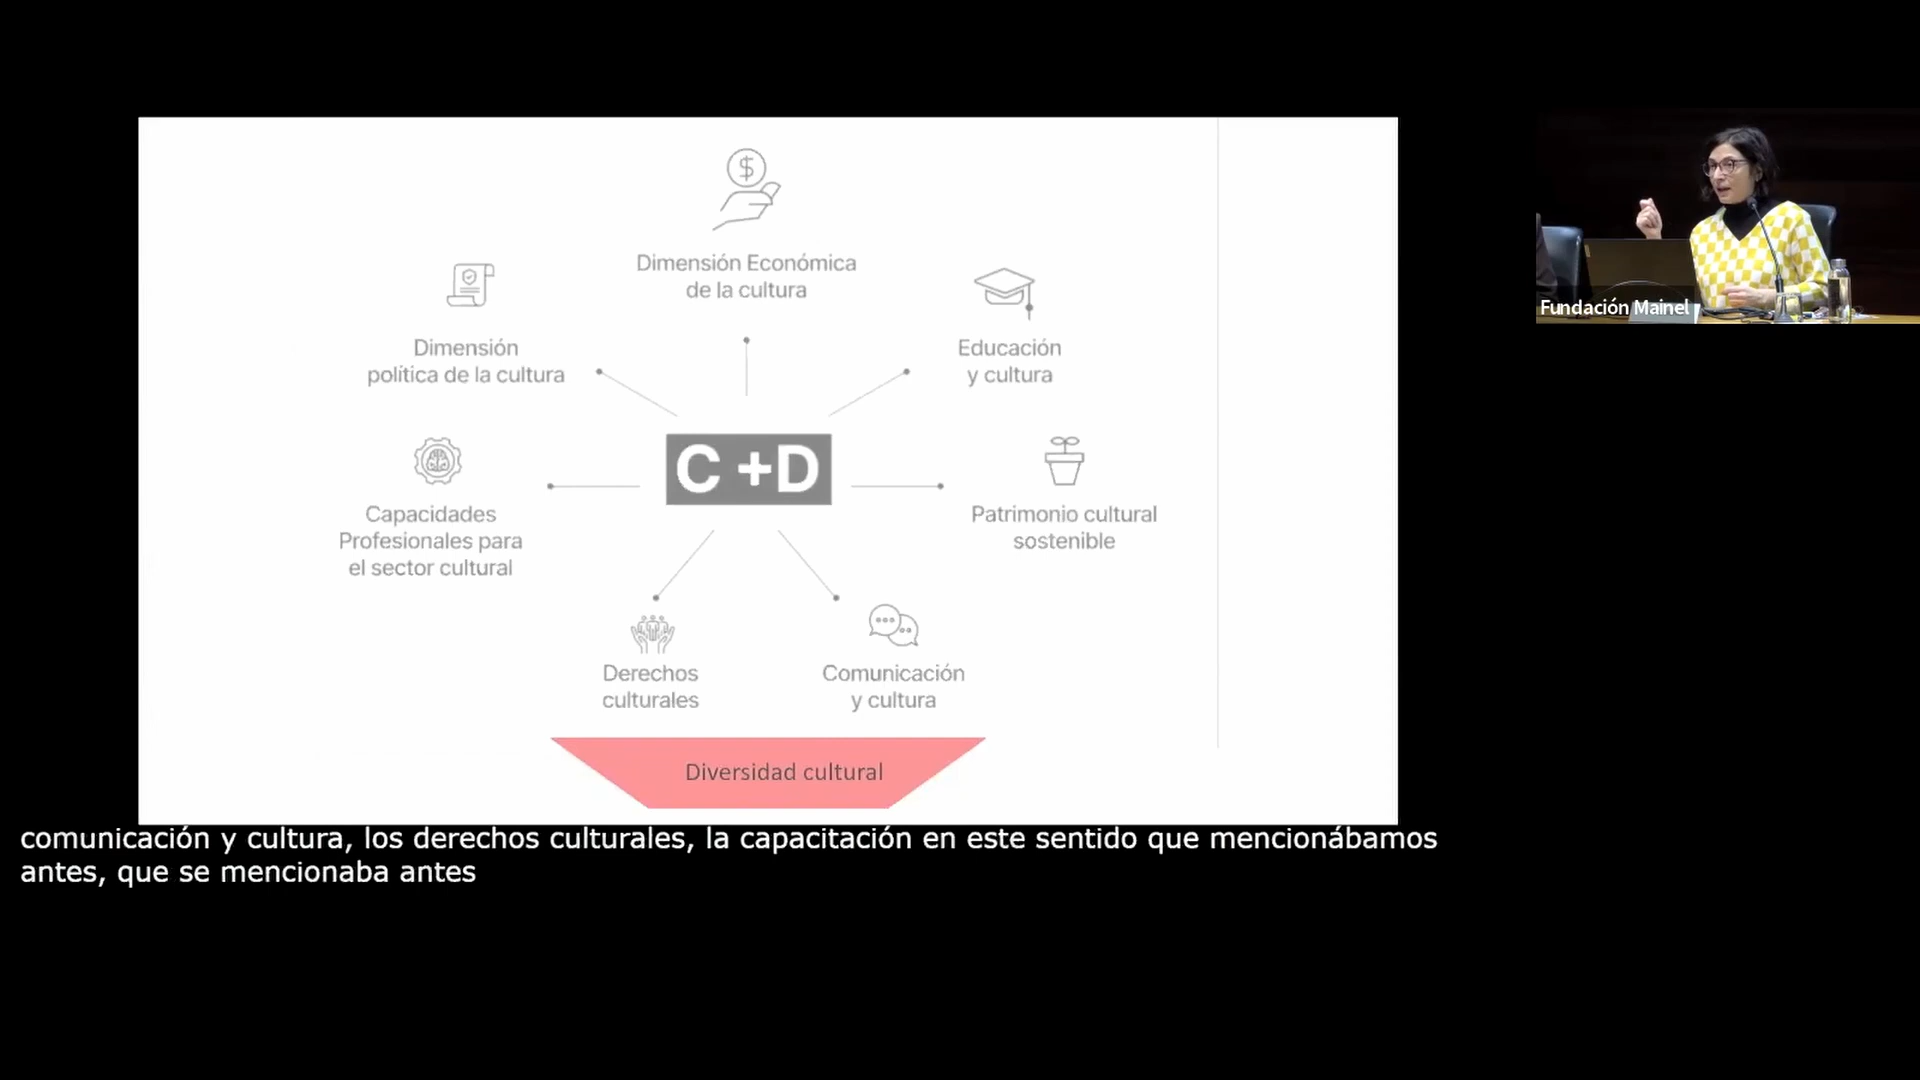 $
Dimensión Económica
de la cultura
Dimensión
política de la cultura
Educación
y cultura
C +D
Capacidades
Profesionales para
el sector cultural
Patrimonio cultural
sostenible
Derechos
culturales
Comunicación
y cultura
Diversidad cultural
Fundación Mainel
comunicación y cultura, los derechos culturales, la capacitación en este sentido que mencionábamos
antes, que se mencionaba antes